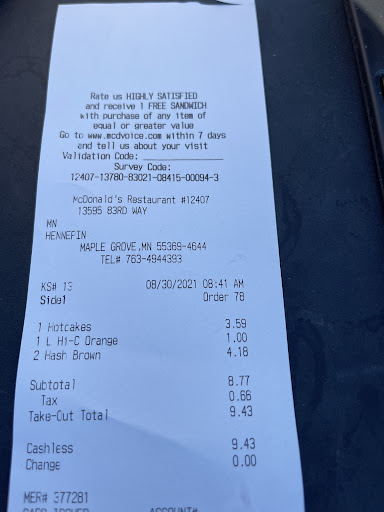 Rate us HIGHLY SATISFIED
and receive 1 FREE SANDWICH
with purchase of any item of
equal or greater value
Go to www.mcdvoice.com within 7 days
and tell us about your visit
Validation Code:
Survey Code:
12407-13780-83021-08415-00094-3
McDonald's Restaurant #12407
13595 83RD WAY
MN
HENNEFIN
MAPLE GROVE,MN 55369-4644
TEL# 763-4944393
KS# 13 08/30/2021 08:41 AM
Side1 Order 78
1 Hotcakes 3.59
1 L Hi-C Orange 1.00
2 Hash Brown 4.18
Subtotal 8.77
Tax 0.66
Take-Out Total 9.43
Cashless 9.43
Change 0.00
MER# 377281
CARD ISSUER ACCOUNT#